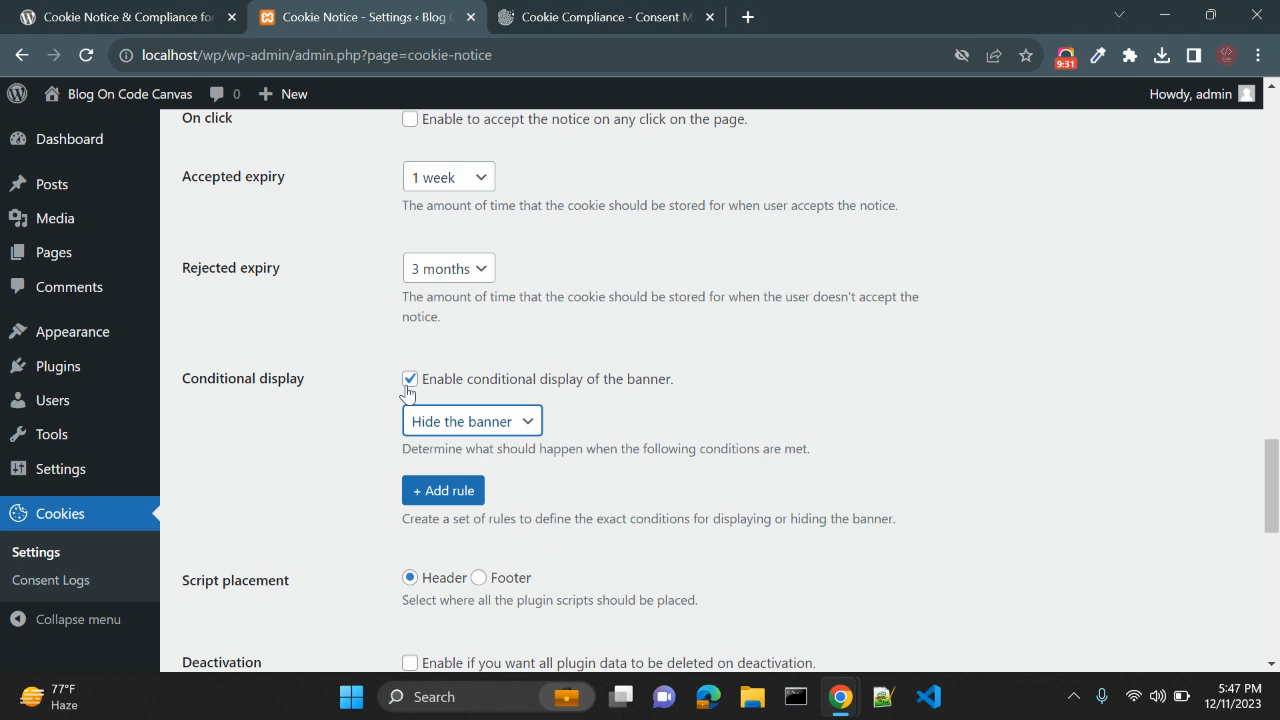 Cookie Notice & Compliance fo
Cookie Notice - Settings ‹ Blog
Cookie Compliance - Consent M
localhost/wp/wp-admin/admin.php?page=cookie-notice
9:31
Blog On Code Canvas
0
New
Howdy, admin
Dashboard
Posts
Media
Pages
Comments
Appearance
Plugins
Users
Tools
Settings
Cookies
Settings
Consent Logs
Collapse menu
On click
Enable to accept the notice on any click on the page.
Accepted expiry
1 week
The amount of time that the cookie should be stored for when user accepts the notice.
Rejected expiry
3 months
The amount of time that the cookie should be stored for when the user doesn't accept the
notice.
Conditional display
Enable conditional display of the banner.
Hide the banner
Determine what should happen when the following conditions are met.
+ Add rule
Create a set of rules to define the exact conditions for displaying or hiding the banner.
Script placement
Header
Footer
Select where all the plugin scripts should be placed.
Deactivation
Enable if you want all plugin data to be deleted on deactivation.
77°F
Haze
Search
5:47 PM
12/11/2023